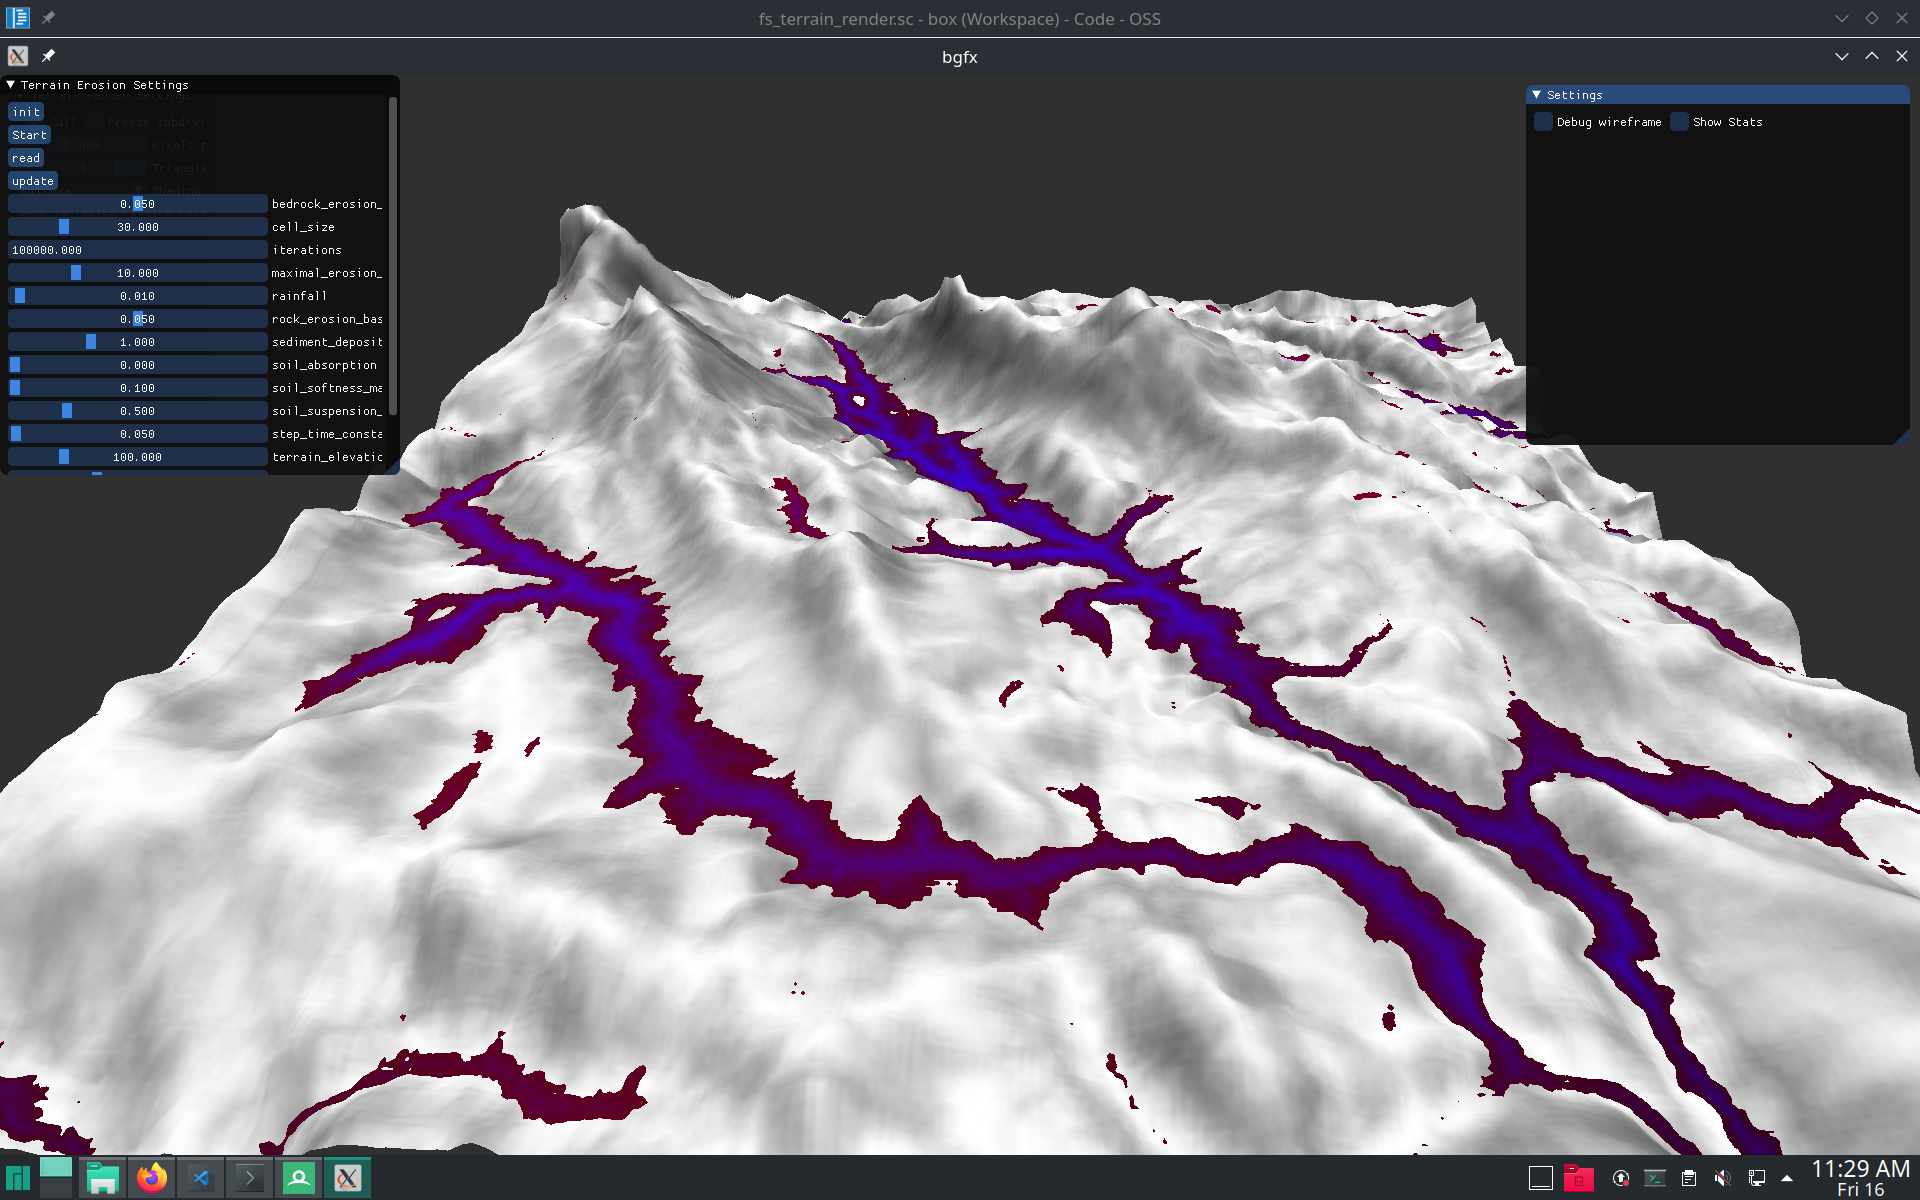 fs_terrain_render.sc - box (Workspace) - Code - OSS
bgfx
Terrain Erosion Settings
init
Start
read
update
0.050 bedrock_erosion_
30.000 cell_size
100000.000 iterations
10.000 maximal_erosion_
0.010 rainfall
0.050 rock_erosion_bas
1.000 sediment_deposit
0.000 soil_absorption
0.100 soil_softness_ma
0.500 soil_suspension_
0.050 step_time_consta
100.000 terrain_elevatio
Settings
Debug wireframe Show Stats
11:29 AM
Fri 16